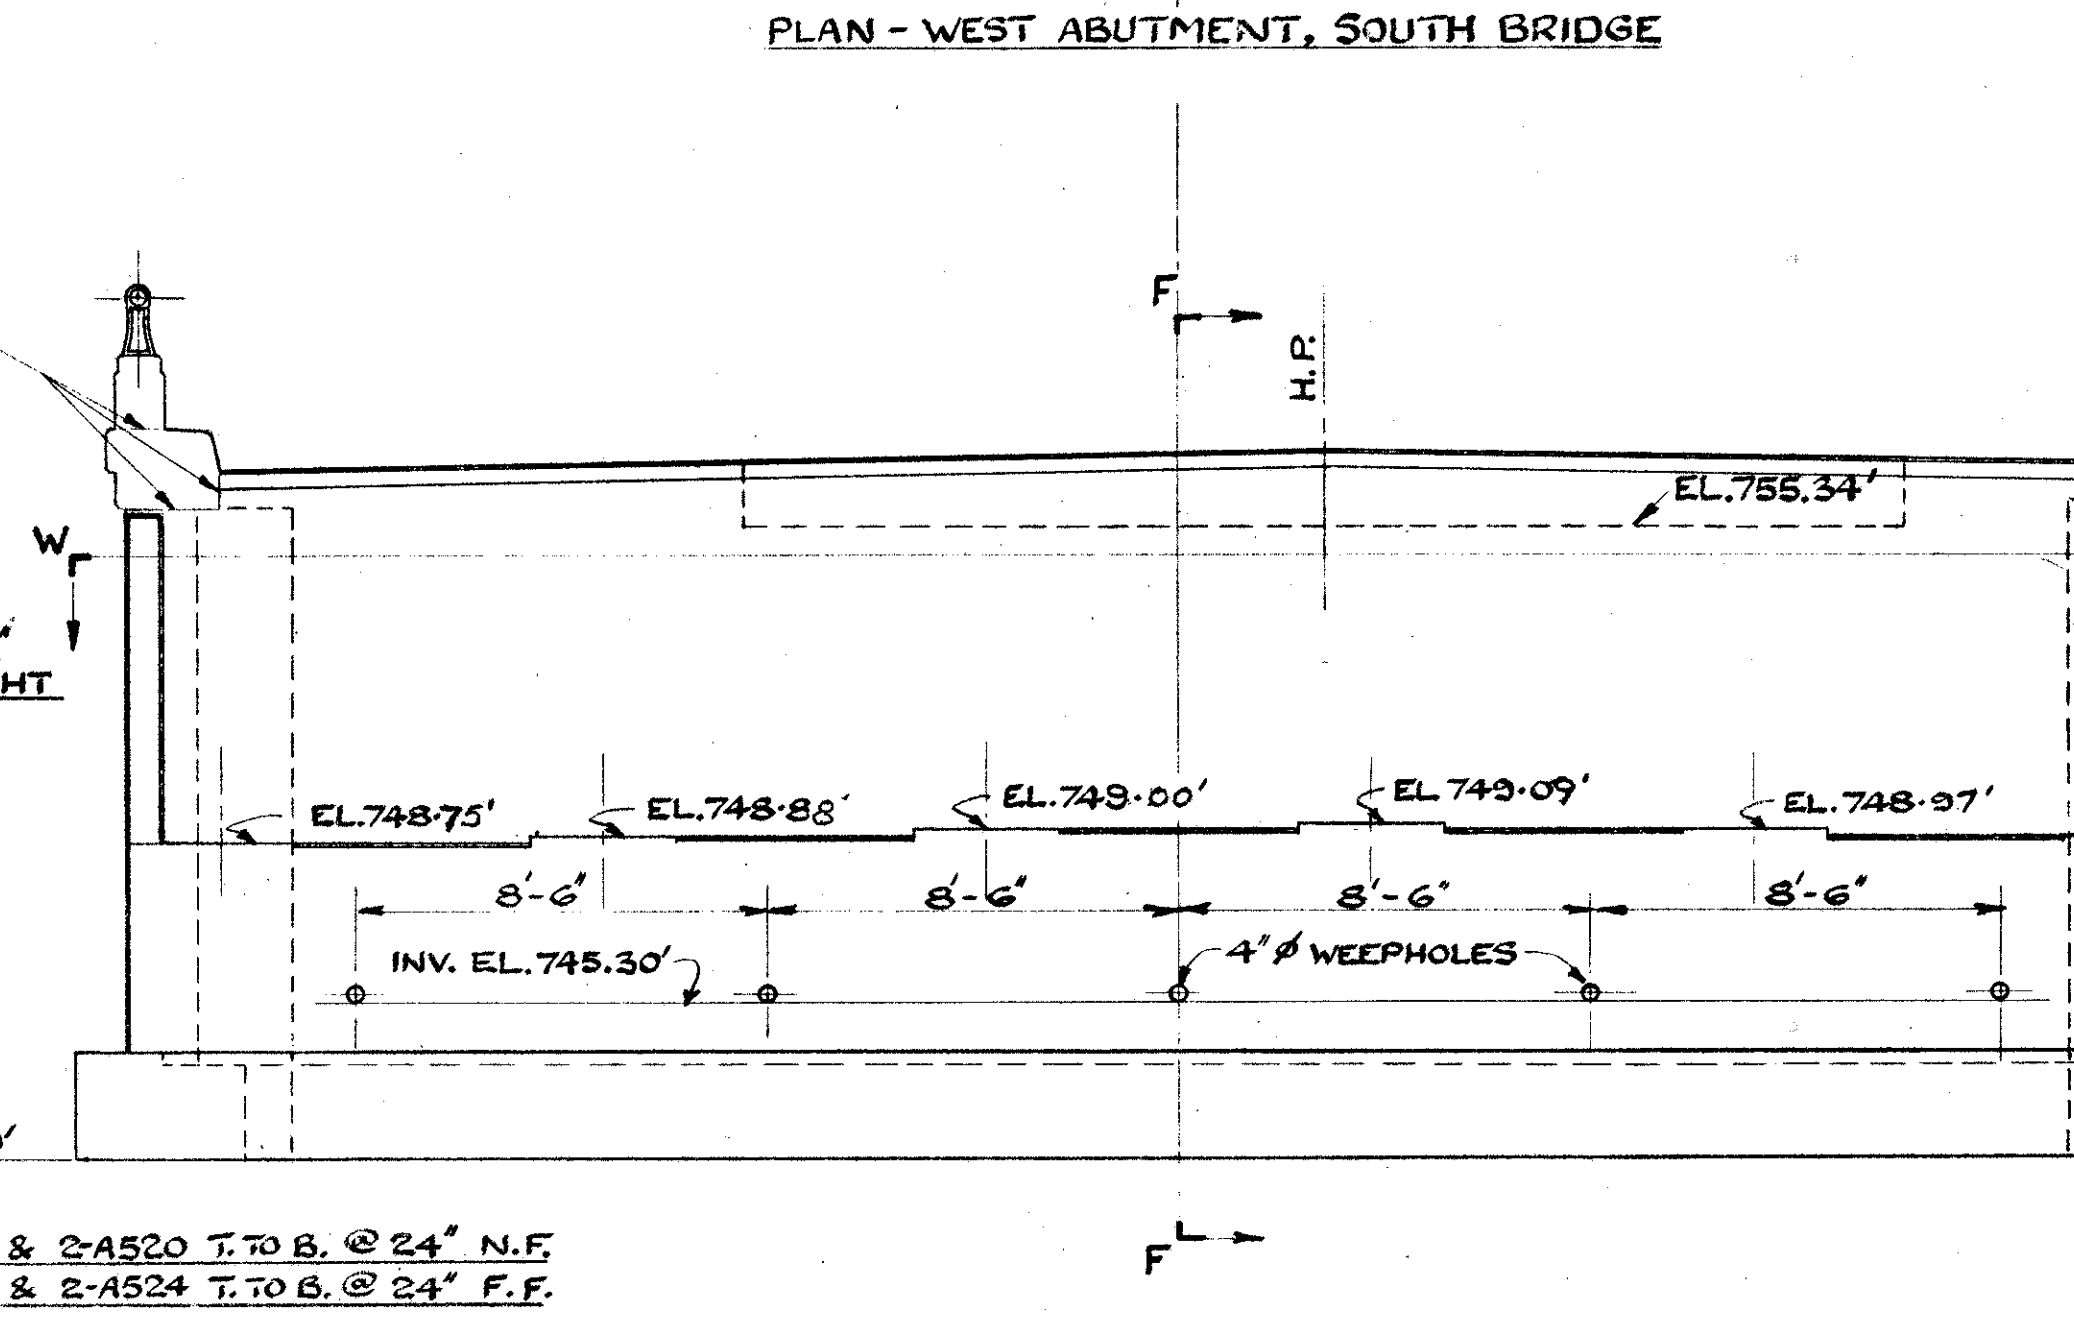 PLAN - WEST ABUTMENT, SOUTH BRIDGE
F
H.P.
EL.755.34'
W
HT
EL.748.75'
EL.748.88'
EL.749.00'
EL 749.09'
EL.748.97'
8'-6"
8'-6"
8'-6"
8'-6"
INV. EL.745.30'
4"Ø WEEPHOLES
F
& 2-A520 T. TO B. @ 24" N.F.
& 2-A524 T. TO B. @ 24" F.F.